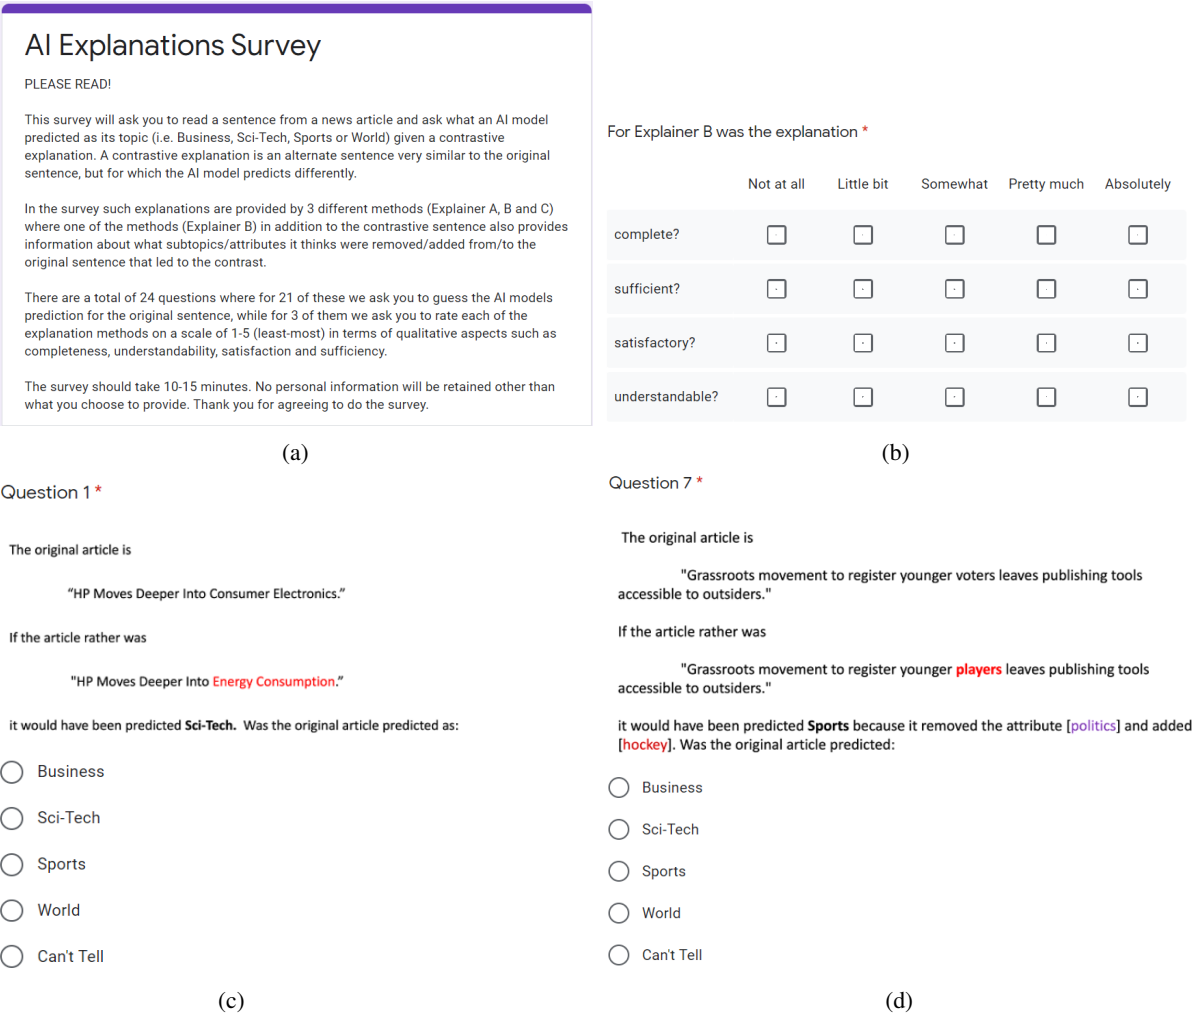 AI Explanations Survey
PLEASE READ!
This survey will ask you to read a sentence from a news article and ask what an AI model
predicted as its topic (i.e. Business, Sci-Tech, Sports or World) given a contrastive
explanation. A contrastive explanation is an alternate sentence very similar to the original
sentence, but for which the AI model predicts differently.
In the survey such explanations are provided by 3 different methods (Explainer A, B and C)
where one of the methods (Explainer B) in addition to the contrastive sentence also provides
information about what subtopics/attributes it thinks were removed/added from/to the
original sentence that led to the contrast.
There are a total of 24 questions where for 21 of these we ask you to guess the AI models
prediction for the original sentence, while for 3 of them we ask you to rate each of the
explanation methods on a scale of 1-5 (least-most) in terms of qualitative aspects such as
completeness, understandability, satisfaction and sufficiency.
The survey should take 10-15 minutes. No personal information will be retained other than
what you choose to provide. Thank you for agreeing to do the survey.
(a)
For Explainer B was the explanation *
Not at all Little bit Somewhat Pretty much Absolutely
complete?
sufficient?
satisfactory?
understandable?
(b)
Question 1 *
The original article is
“HP Moves Deeper Into Consumer Electronics.”
If the article rather was
"HP Moves Deeper Into Energy Consumption.”
it would have been predicted Sci-Tech. Was the original article predicted as:
Business
Sci-Tech
Sports
World
Can't Tell
(c)
Question 7 *
The original article is
"Grassroots movement to register younger voters leaves publishing tools
accessible to outsiders."
If the article rather was
"Grassroots movement to register younger players leaves publishing tools
accessible to outsiders."
it would have been predicted Sports because it removed the attribute [politics] and added
[hockey]. Was the original article predicted:
Business
Sci-Tech
Sports
World
Can't Tell
(d)